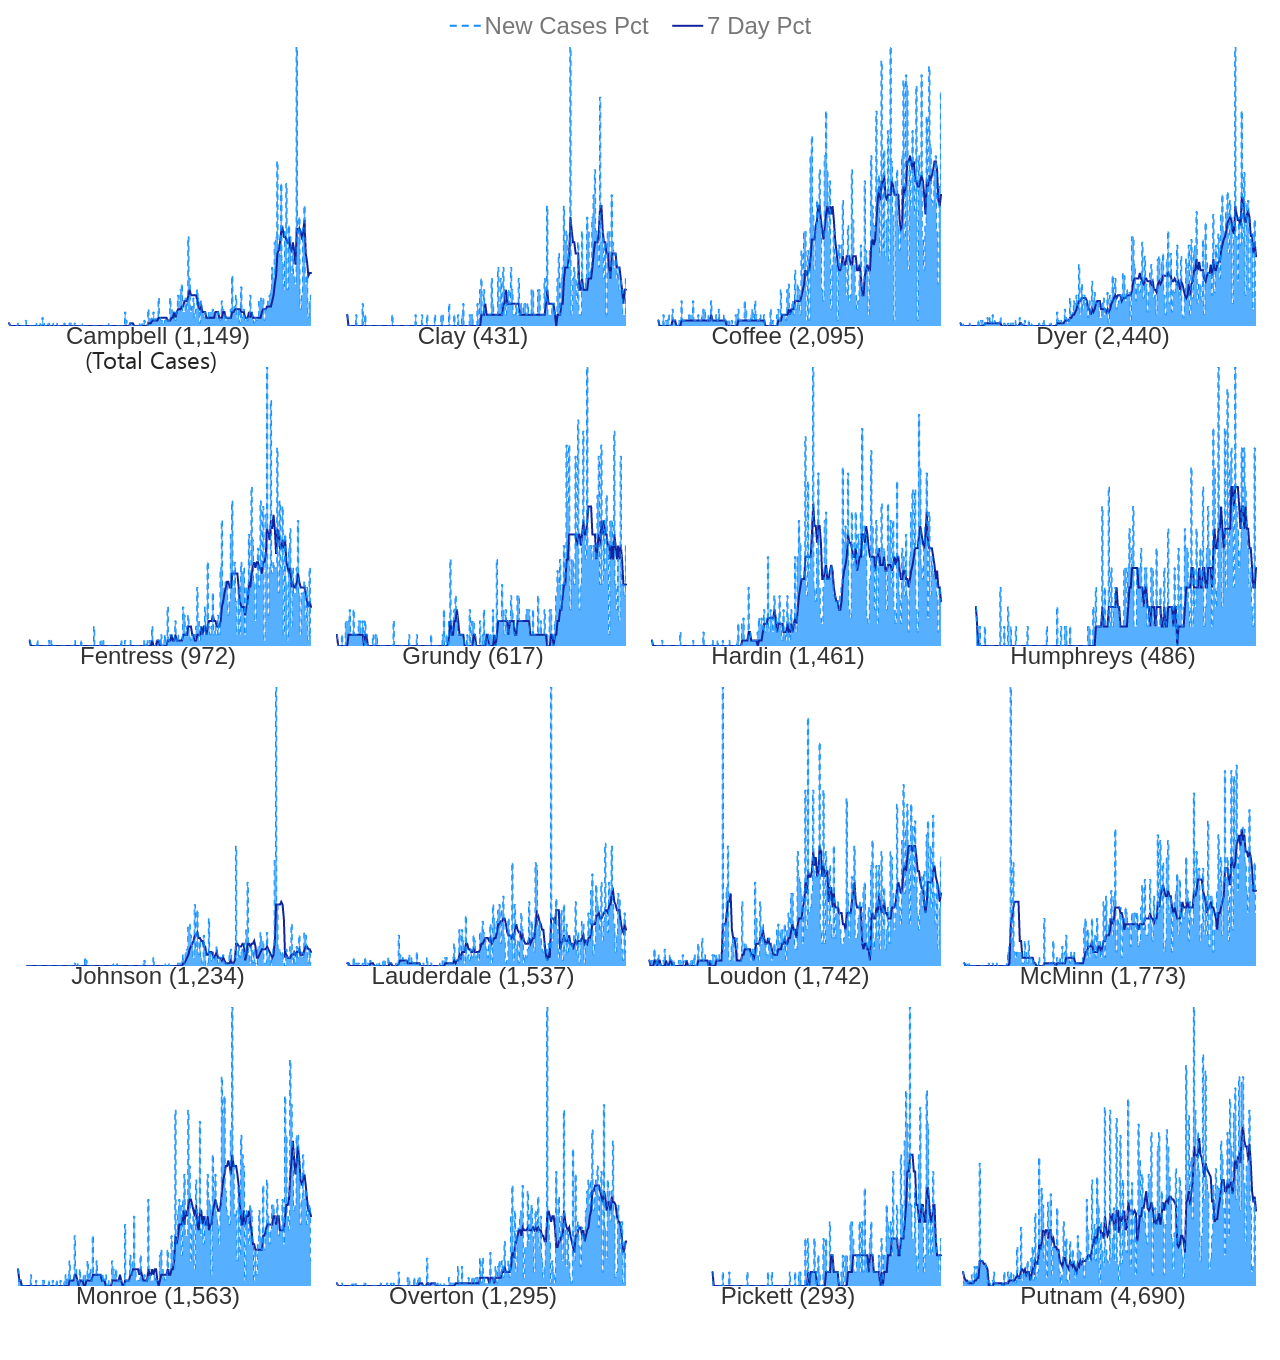 New Cases Pct 7 Day Pct
Campbell (1,149) Clay (431) Coffee (2,095) Dyer (2,440)
(Total Cases)
Fentress (972) Grundy (617) Hardin (1,461) Humphreys (486)
Johnson (1,234) Lauderdale (1,537) Loudon (1,742) McMinn (1,773)
Monroe (1,563) Overton (1,295) Pickett (293) Putnam (4,690)